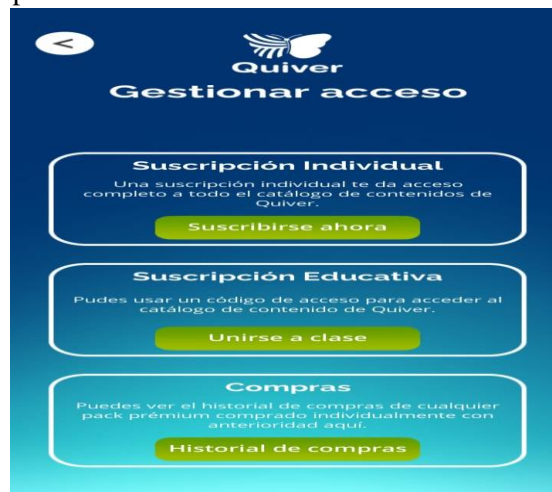 <
Quiver
Gestionar acceso
Suscripción Individual
Una suscripción individual te da acceso
completo a todo el catálogo de contenidos de
Quiver.
Suscribirse ahora
Suscripción Educativa
Pudes usar un código de acceso para acceder al
catálogo de contenido de Quiver.
Unirse a clase
Compras
Puedes ver el historial de compras de cualquier
pack prémium comprado individualmente con
anterioridad aquí.
Historial de compras